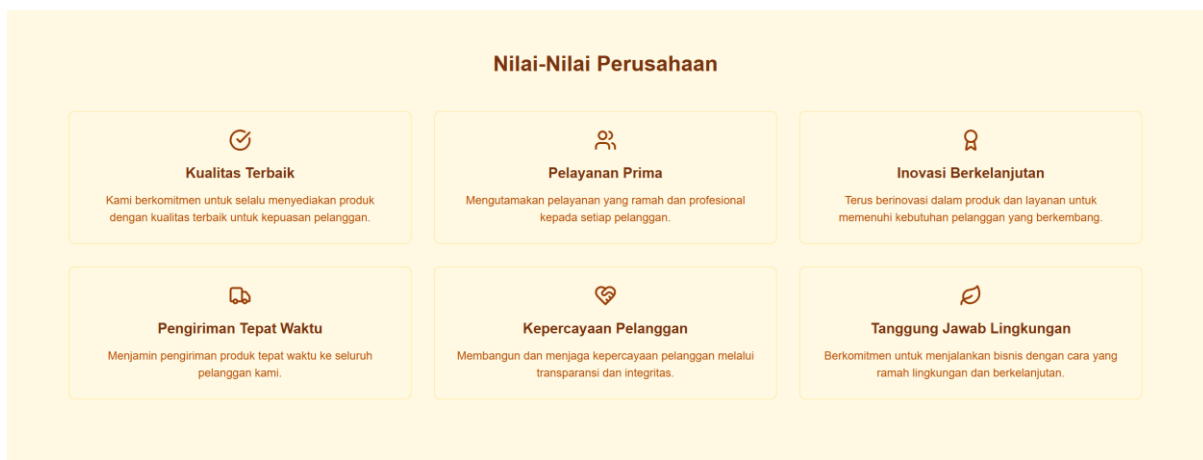 Nilai-Nilai Perusahaan
Kualitas Terbaik
Kami berkomitmen untuk selalu menyediakan produk
dengan kualitas terbaik untuk kepuasan pelanggan.
Pelayanan Prima
Mengutamakan pelayanan yang ramah dan profesional
kepada setiap pelanggan.
Inovasi Berkelanjutan
Terus berinovasi dalam produk dan layanan untuk
memenuhi kebutuhan pelanggan yang berkembang.
Pengiriman Tepat Waktu
Menjamin pengiriman produk tepat waktu ke seluruh
pelanggan kami.
Kepercayaan Pelanggan
Membangun dan menjaga kepercayaan pelanggan melalui
transparansi dan integritas.
Tanggung Jawab Lingkungan
Berkomitmen untuk menjalankan bisnis dengan cara yang
ramah lingkungan dan berkelanjutan.